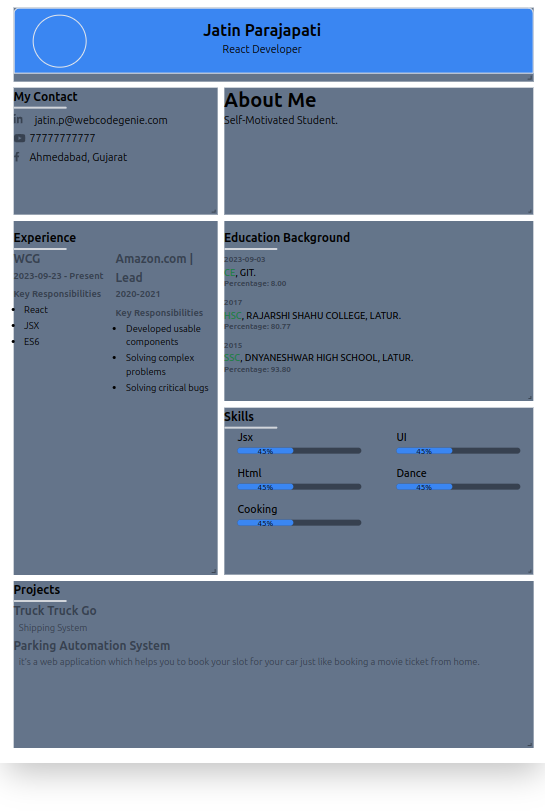 Jatin Parajapati
React Developer
My Contact
in jatin.p@webcodegenie.com
77777777777
Ahmedabad, Gujarat
About Me
Self-Motivated Student.
Experience
WCG
2023-09-23 - Present
Key Responsibilities
React
JSX
ES6
Amazon.com |
Lead
2020-2021
Key Responsibilities
Developed usable
components
Solving complex
problems
Solving critical bugs
Education Background
2023-09-03
CE, GIT.
Percentage: 8.00
2017
HSC, RAJARSHI SHAHU COLLEGE, LATUR.
Percentage: 80.77
2015
SSC, DNYANESHWAR HIGH SCHOOL, LATUR.
Percentage: 93.80
Skills
Jsx
45%
UI
45%
Html
45%
Dance
45%
Cooking
45%
Projects
Truck Truck Go
Shipping System
Parking Automation System
it's a web application which helps you to book your slot for your car just like booking a movie ticket from home.